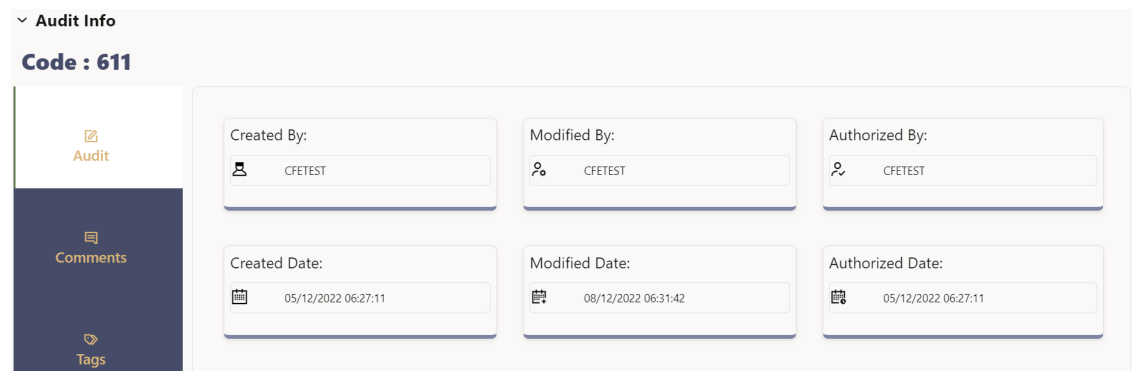 Audit Info
Code : 611
Audit
Comments
Tags
Created By:
CFETEST
Modified By:
CFETEST
Authorized By:
CFETEST
Created Date:
05/12/2022 06:27:11
Modified Date:
08/12/2022 06:31:42
Authorized Date:
05/12/2022 06:27:11